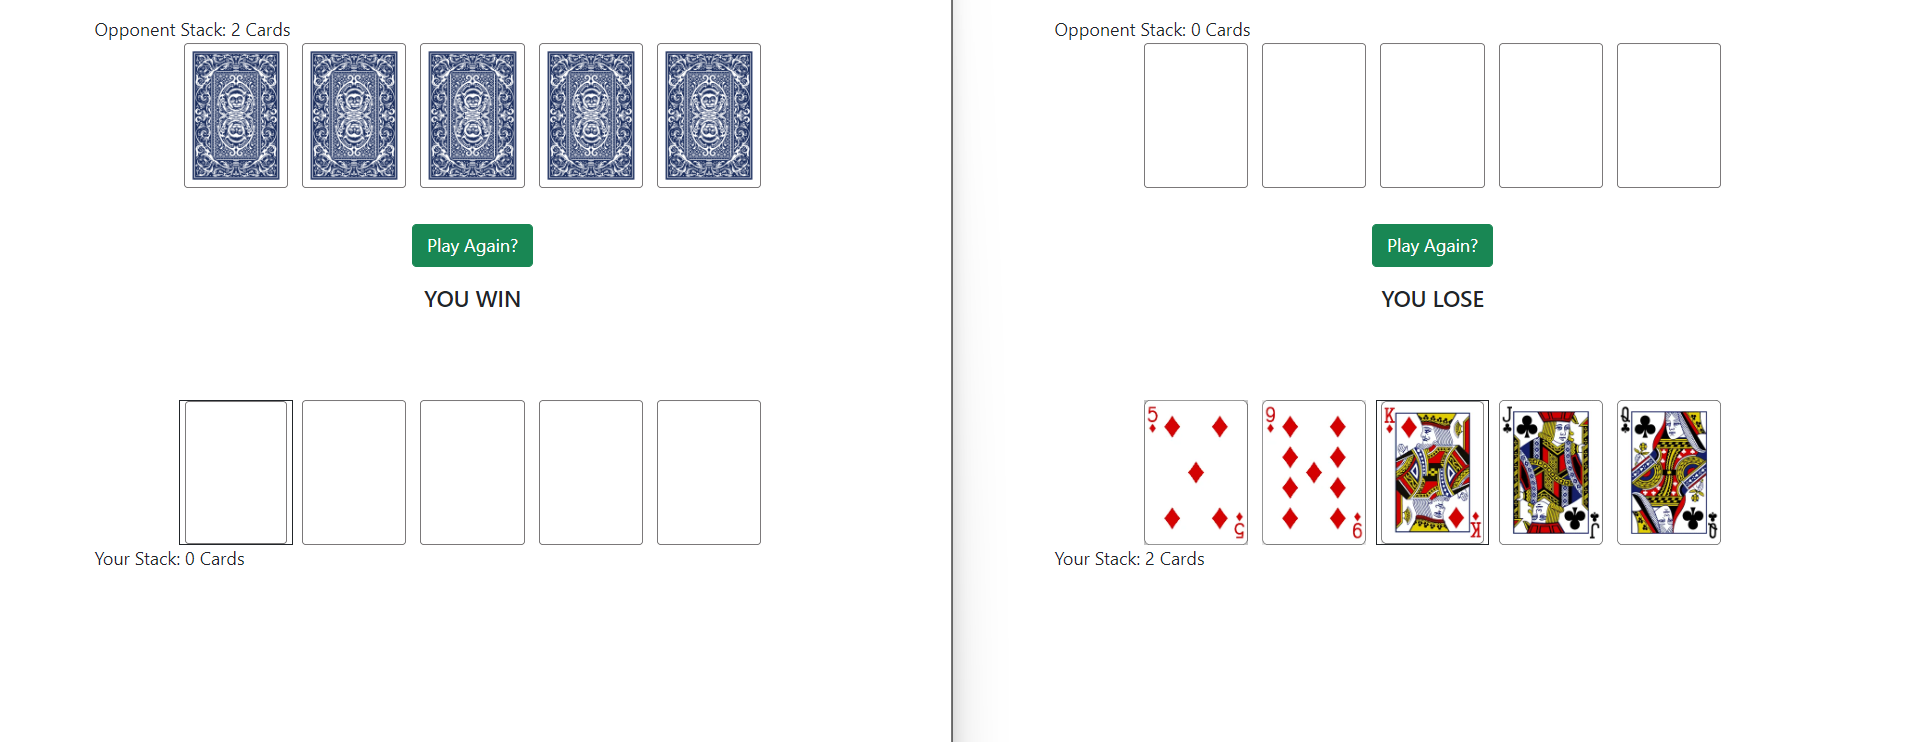 Opponent Stack: 2 Cards
Play Again?
YOU WIN
Your Stack: 0 Cards
Opponent Stack: 0 Cards
Play Again?
YOU LOSE
5
5
9
9
K
K
J
J
Q
Q
Your Stack: 2 Cards